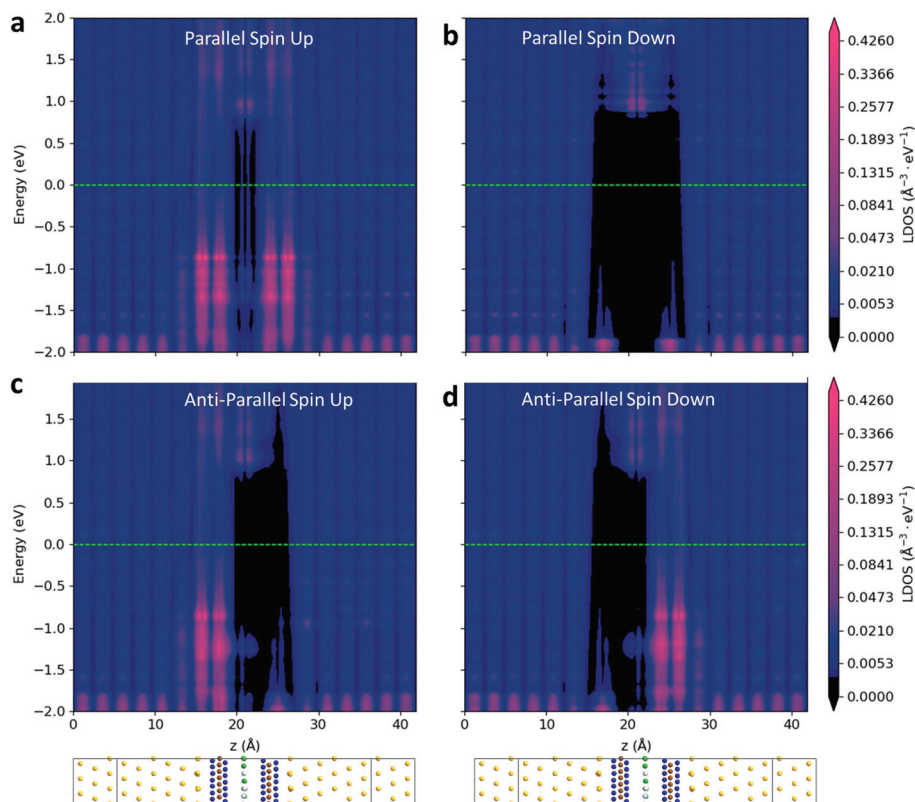 a
Parallel Spin Up
b
Parallel Spin Down
2.0
1.5
1.0
0.5
0.0
−0.5
−1.0
−1.5
−2.0
Energy (eV)
0.4260
0.3366
0.2577
0.1893
0.1315
0.0841
0.0473
0.0210
0.0053
0.0000
LDOS (Å⁻³ · eV⁻¹)
c
Anti-Parallel Spin Up
d
Anti-Parallel Spin Down
1.5
1.0
0.5
0.0
−0.5
−1.0
−1.5
−2.0
Energy (eV)
0 10 20 30 40
z (Å)
0 10 20 30 40
z (Å)
0.4260
0.3366
0.2577
0.1893
0.1315
0.0841
0.0473
0.0210
0.0053
0.0000
LDOS (Å⁻³ · eV⁻¹)